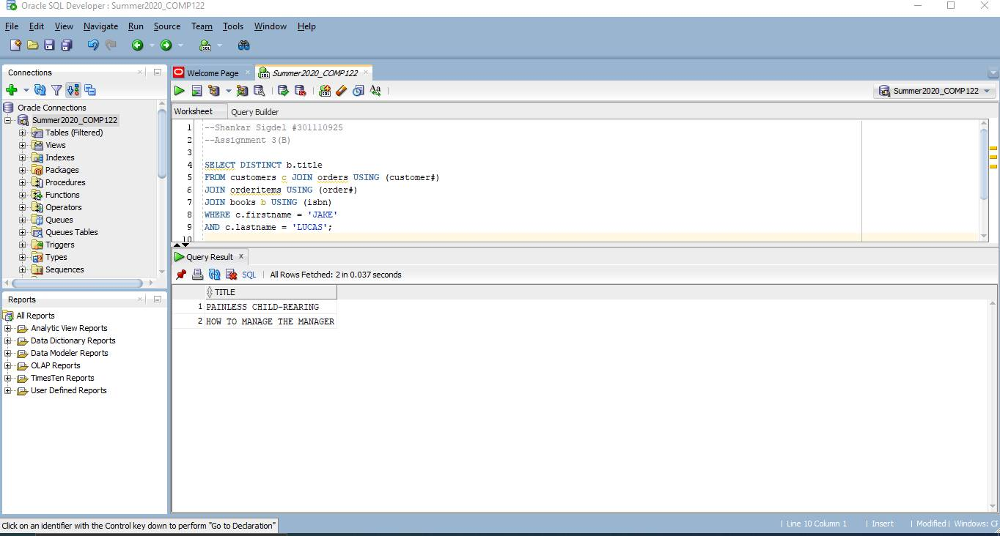 Oracle SQL Developer : Summer2020_COMP122
File Edit View Navigate Run Source Team Tools Window Help
Connections
Oracle Connections
Summer2020_COMP122
Tables (Filtered)
Views
Indexes
Packages
Procedures
Functions
Operators
Queues
Queues Tables
Triggers
Types
Sequences
Reports
All Reports
Analytic View Reports
Data Dictionary Reports
Data Modeler Reports
OLAP Reports
TimesTen Reports
User Defined Reports
Welcome Page
Summer2020_COMP122
Summer2020_COMP122
Worksheet Query Builder
1 --Shankar Sigdel #301110925
2 --Assignment 3(B)
3
4 SELECT DISTINCT b.title
5 FROM customers c JOIN orders USING (customer#)
6 JOIN orderitems USING (order#)
7 JOIN books b USING (isbn)
8 WHERE c.firstname = 'JAKE'
9 AND c.lastname = 'LUCAS';
10
Query Result x
SQL | All Rows Fetched: 2 in 0.037 seconds
TITLE
1 PAINLESS CHILD-REARING
2 HOW TO MANAGE THE MANAGER
Click on an identifier with the Control key down to perform "Go to Declaration"
| Line 10 Column 1 | Insert | Modified | Windows: